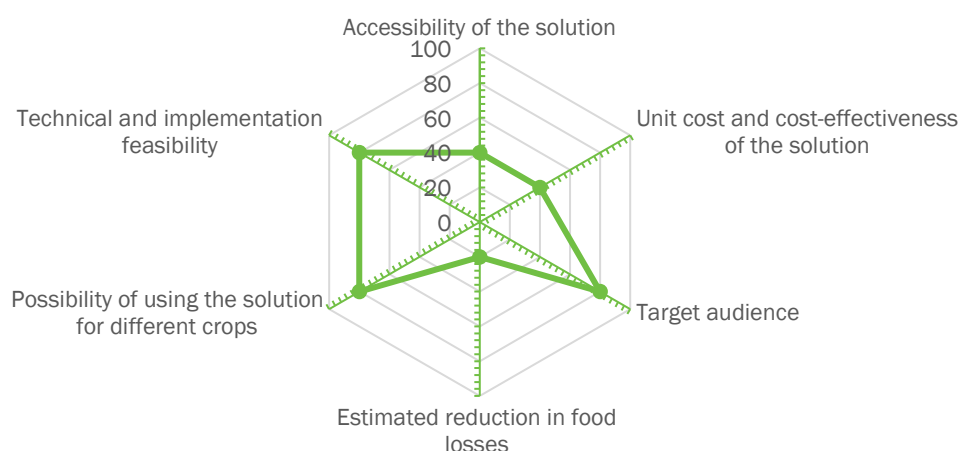 Accessibility of the solution
100
80
60
40
20
0
Unit cost and cost-effectiveness
of the solution
Target audience
Estimated reduction in food
losses
Possibility of using the solution
for different crops
Technical and implementation
feasibility